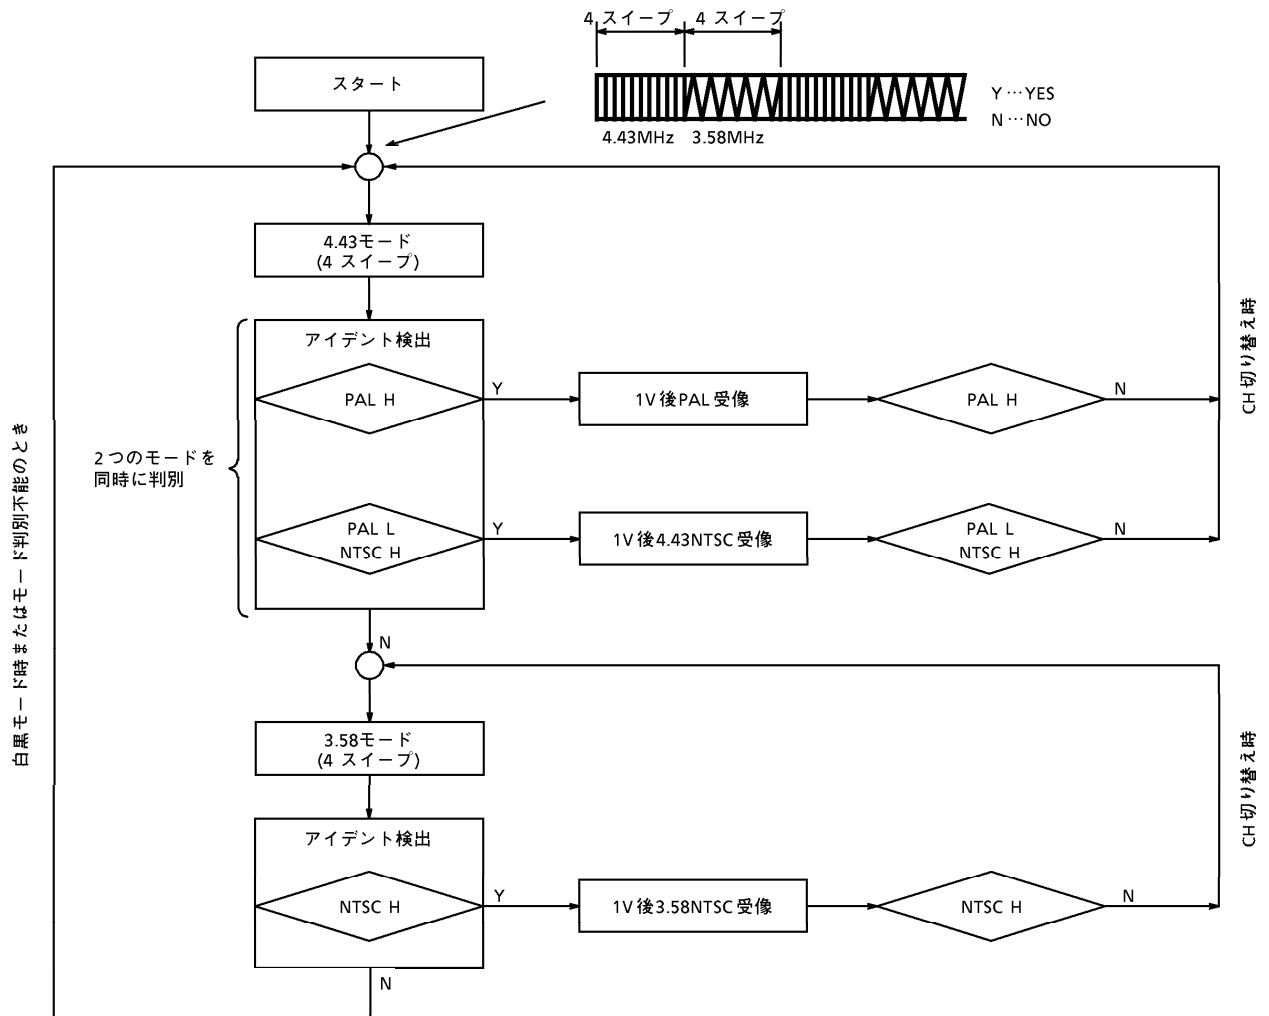 4 スイープ 4 スイープ
スタート
Y …YES
N …NO
4.43MHz 3.58MHz
4.43モード
(4 スイープ)
アイデント検出
PAL H
Y
1V後PAL受像
PAL H
N
CH切り替え時
2つのモードを
同時に判別
PAL L
NTSC H
Y
1V後4.43NTSC受像
PAL L
NTSC H
N
白黒モード時またはモード判別不能のとき
N
3.58モード
(4 スイープ)
アイデント検出
NTSC H
Y
1V後3.58NTSC受像
NTSC H
N
CH切り替え時
N